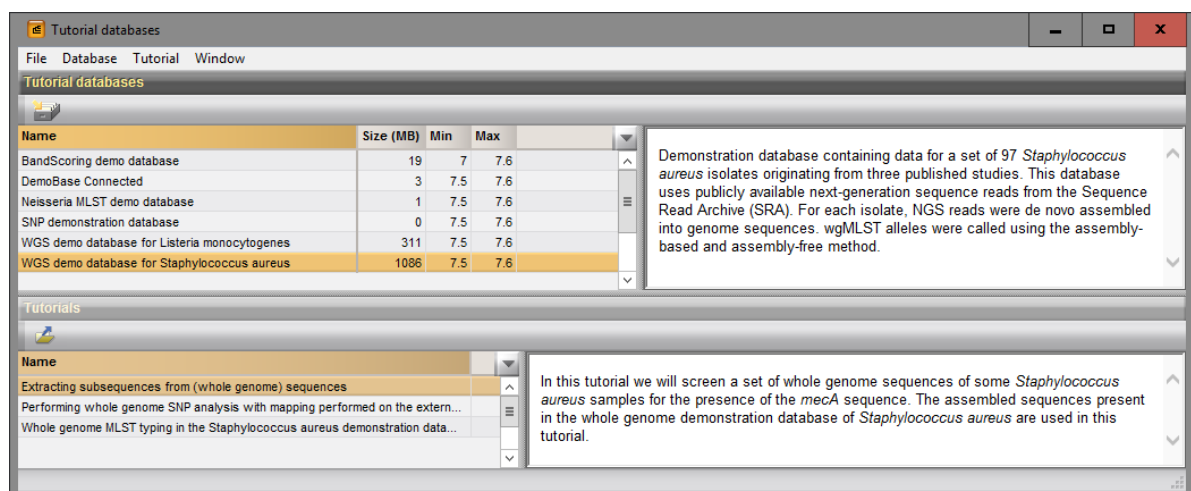 Tutorial databases
File Database Tutorial Window
Tutorial databases
Name Size (MB) Min Max
BandScoring demo database 19 7 7.6
DemoBase Connected 3 7.5 7.6
Neisseria MLST demo database 1 7.5 7.6
SNP demonstration database 0 7.5 7.6
WGS demo database for Listeria monocytogenes 311 7.5 7.6
WGS demo database for Staphylococcus aureus 1086 7.5 7.6
Demonstration database containing data for a set of 97 Staphylococcus
aureus isolates originating from three published studies. This database
uses publicly available next-generation sequence reads from the Sequence
Read Archive (SRA). For each isolate, NGS reads were de novo assembled
into genome sequences. wgMLST alleles were called using the assembly-
based and assembly-free method.
Tutorials
Name
Extracting subsequences from (whole genome) sequences
Performing whole genome SNP analysis with mapping performed on the extern...
Whole genome MLST typing in the Staphylococcus aureus demonstration data...
In this tutorial we will screen a set of whole genome sequences of some Staphylococcus
aureus samples for the presence of the mecA sequence. The assembled sequences present
in the whole genome demonstration database of Staphylococcus aureus are used in this
tutorial.